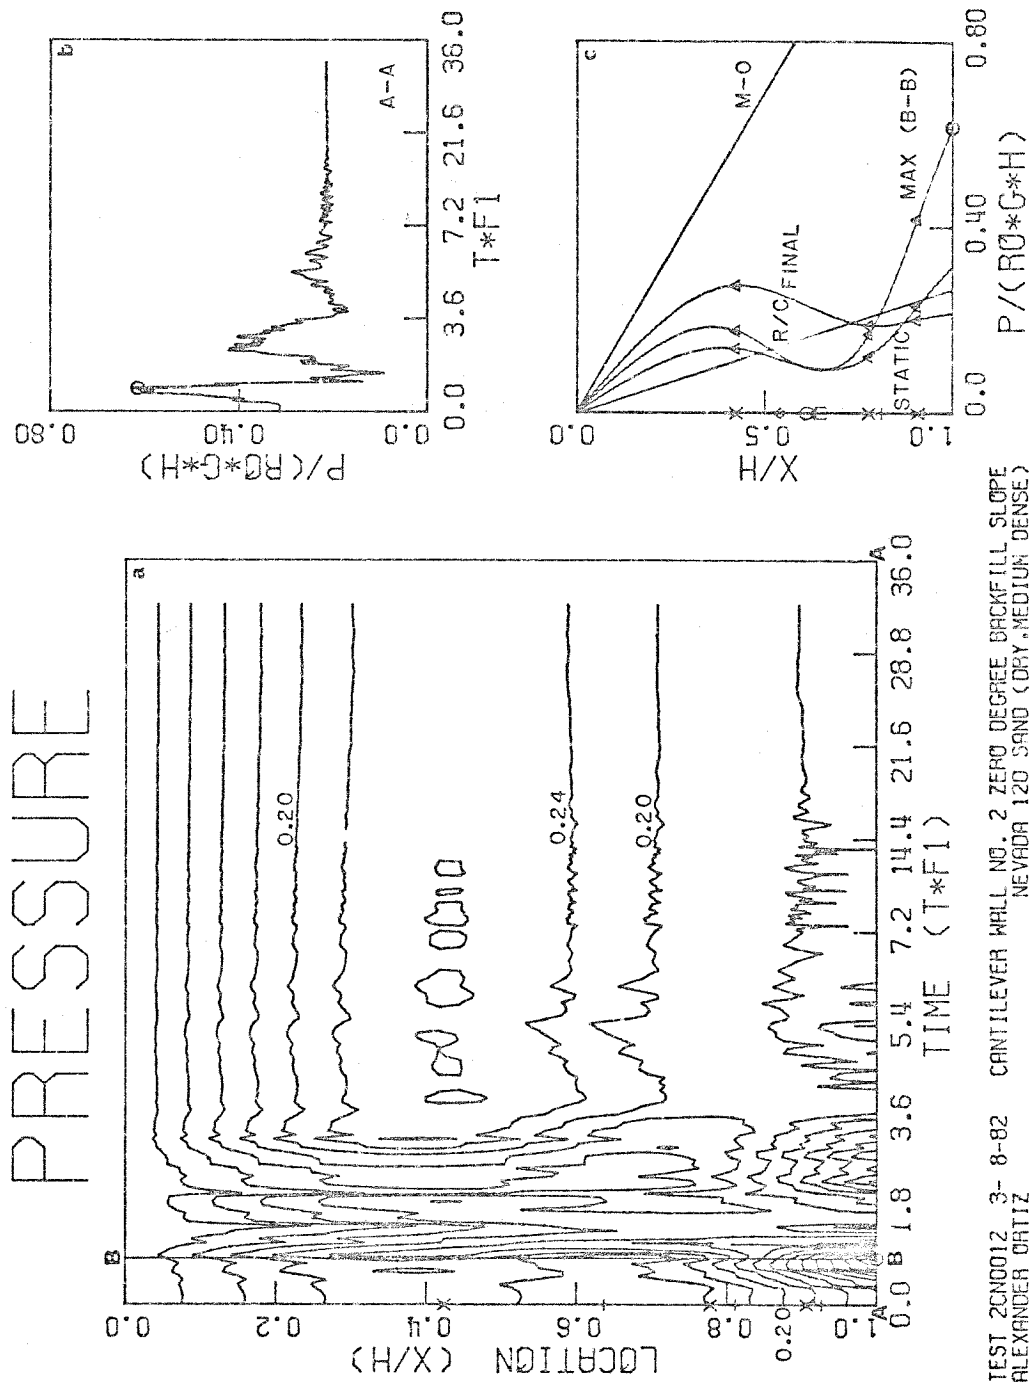 PRESSURE
a
B
0.0
0.2
0.4
0.6
0.8
0.20
1.0
LOCATION (X/H)
0.20
0.24
0.20
A
A
0.0
B
1.8
3.6
5.4
7.2
14.4
21.6
28.8
36.0
TIME (T*F1)
b
0.80
0.40
0.0
P/(RO*G*H)
A-A
0.0
3.6
7.2
21.6
36.0
T*F1
c
0.0
0.5
1.0
X/H
M-O
R/C FINAL
STATIC
MAX (B-B)
0.0
0.40
0.80
P/(RO*G*H)
TEST 2CN0012 3- 8-82 CANTILEVER WALL NO. 2 ZERO DEGREE BACKFILL SLOPE
ALEXANDER ORTIZ NEVADA 120 SAND (DRY,MEDIUM DENSE)